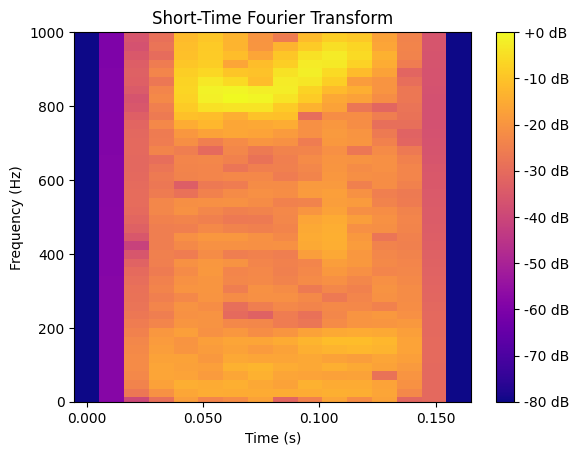 Short-Time Fourier Transform
1000
800
600
400
200
0
Frequency (Hz)
0.000
0.050
0.100
0.150
Time (s)
+0 dB
-10 dB
-20 dB
-30 dB
-40 dB
-50 dB
-60 dB
-70 dB
-80 dB